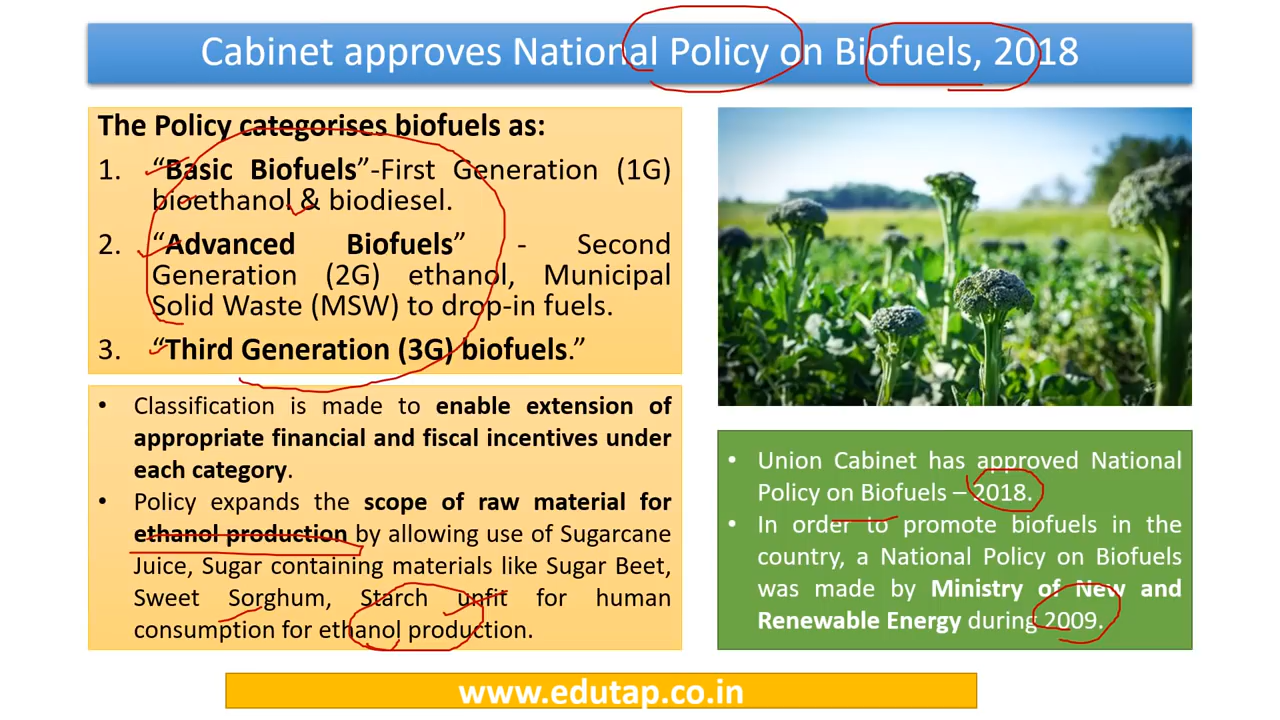 Cabinet approves National Policy on Biofuels, 2018
The Policy categorises biofuels as:
1. “Basic Biofuels”-First Generation (1G)
bioethanol & biodiesel.
2. “Advanced Biofuels” - Second
Generation (2G) ethanol, Municipal
Solid Waste (MSW) to drop-in fuels.
3. “Third Generation (3G) biofuels.”
• Classification is made to enable extension of
appropriate financial and fiscal incentives under
each category.
• Policy expands the scope of raw material for
ethanol production by allowing use of Sugarcane
Juice, Sugar containing materials like Sugar Beet,
Sweet Sorghum, Starch unfit for human
consumption for ethanol production.
• Union Cabinet has approved National
Policy on Biofuels – 2018.
• In order to promote biofuels in the
country, a National Policy on Biofuels
was made by Ministry of New and
Renewable Energy during 2009.
www.edutap.co.in